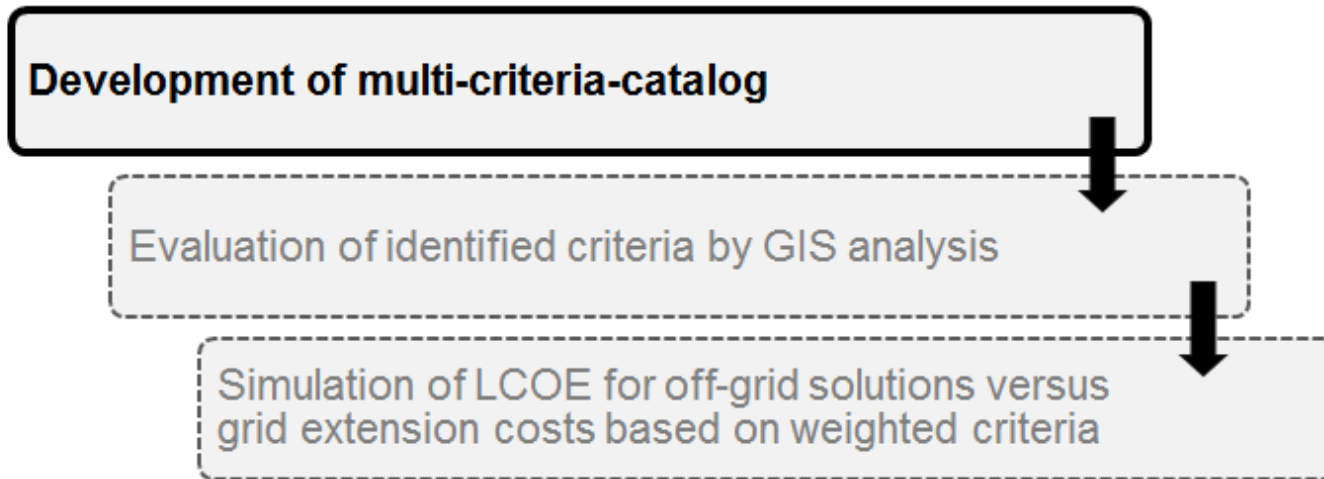 Development of multi-criteria-catalog
Evaluation of identified criteria by GIS analysis
Simulation of LCOE for off-grid solutions versus
grid extension costs based on weighted criteria